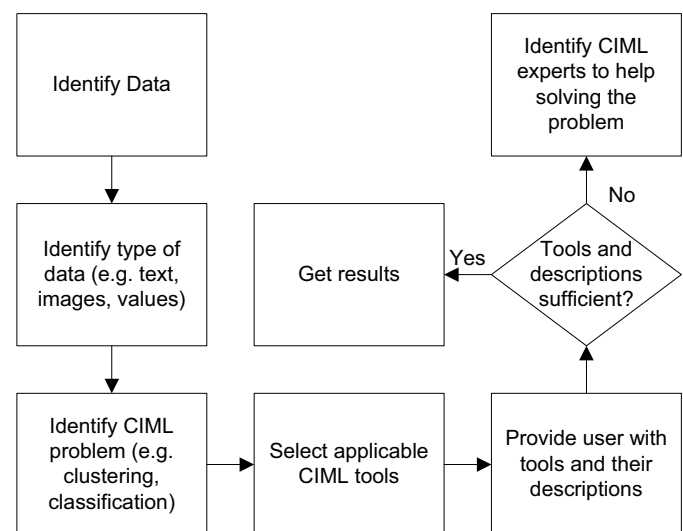 Identify Data
Identify type of
data (e.g. text,
images, values)
Identify CIML
problem (e.g.
clustering,
classification)
Select applicable
CIML tools
Provide user with
tools and their
descriptions
Tools and
descriptions
sufficient?
Yes
Get results
No
Identify CIML
experts to help
solving the
problem